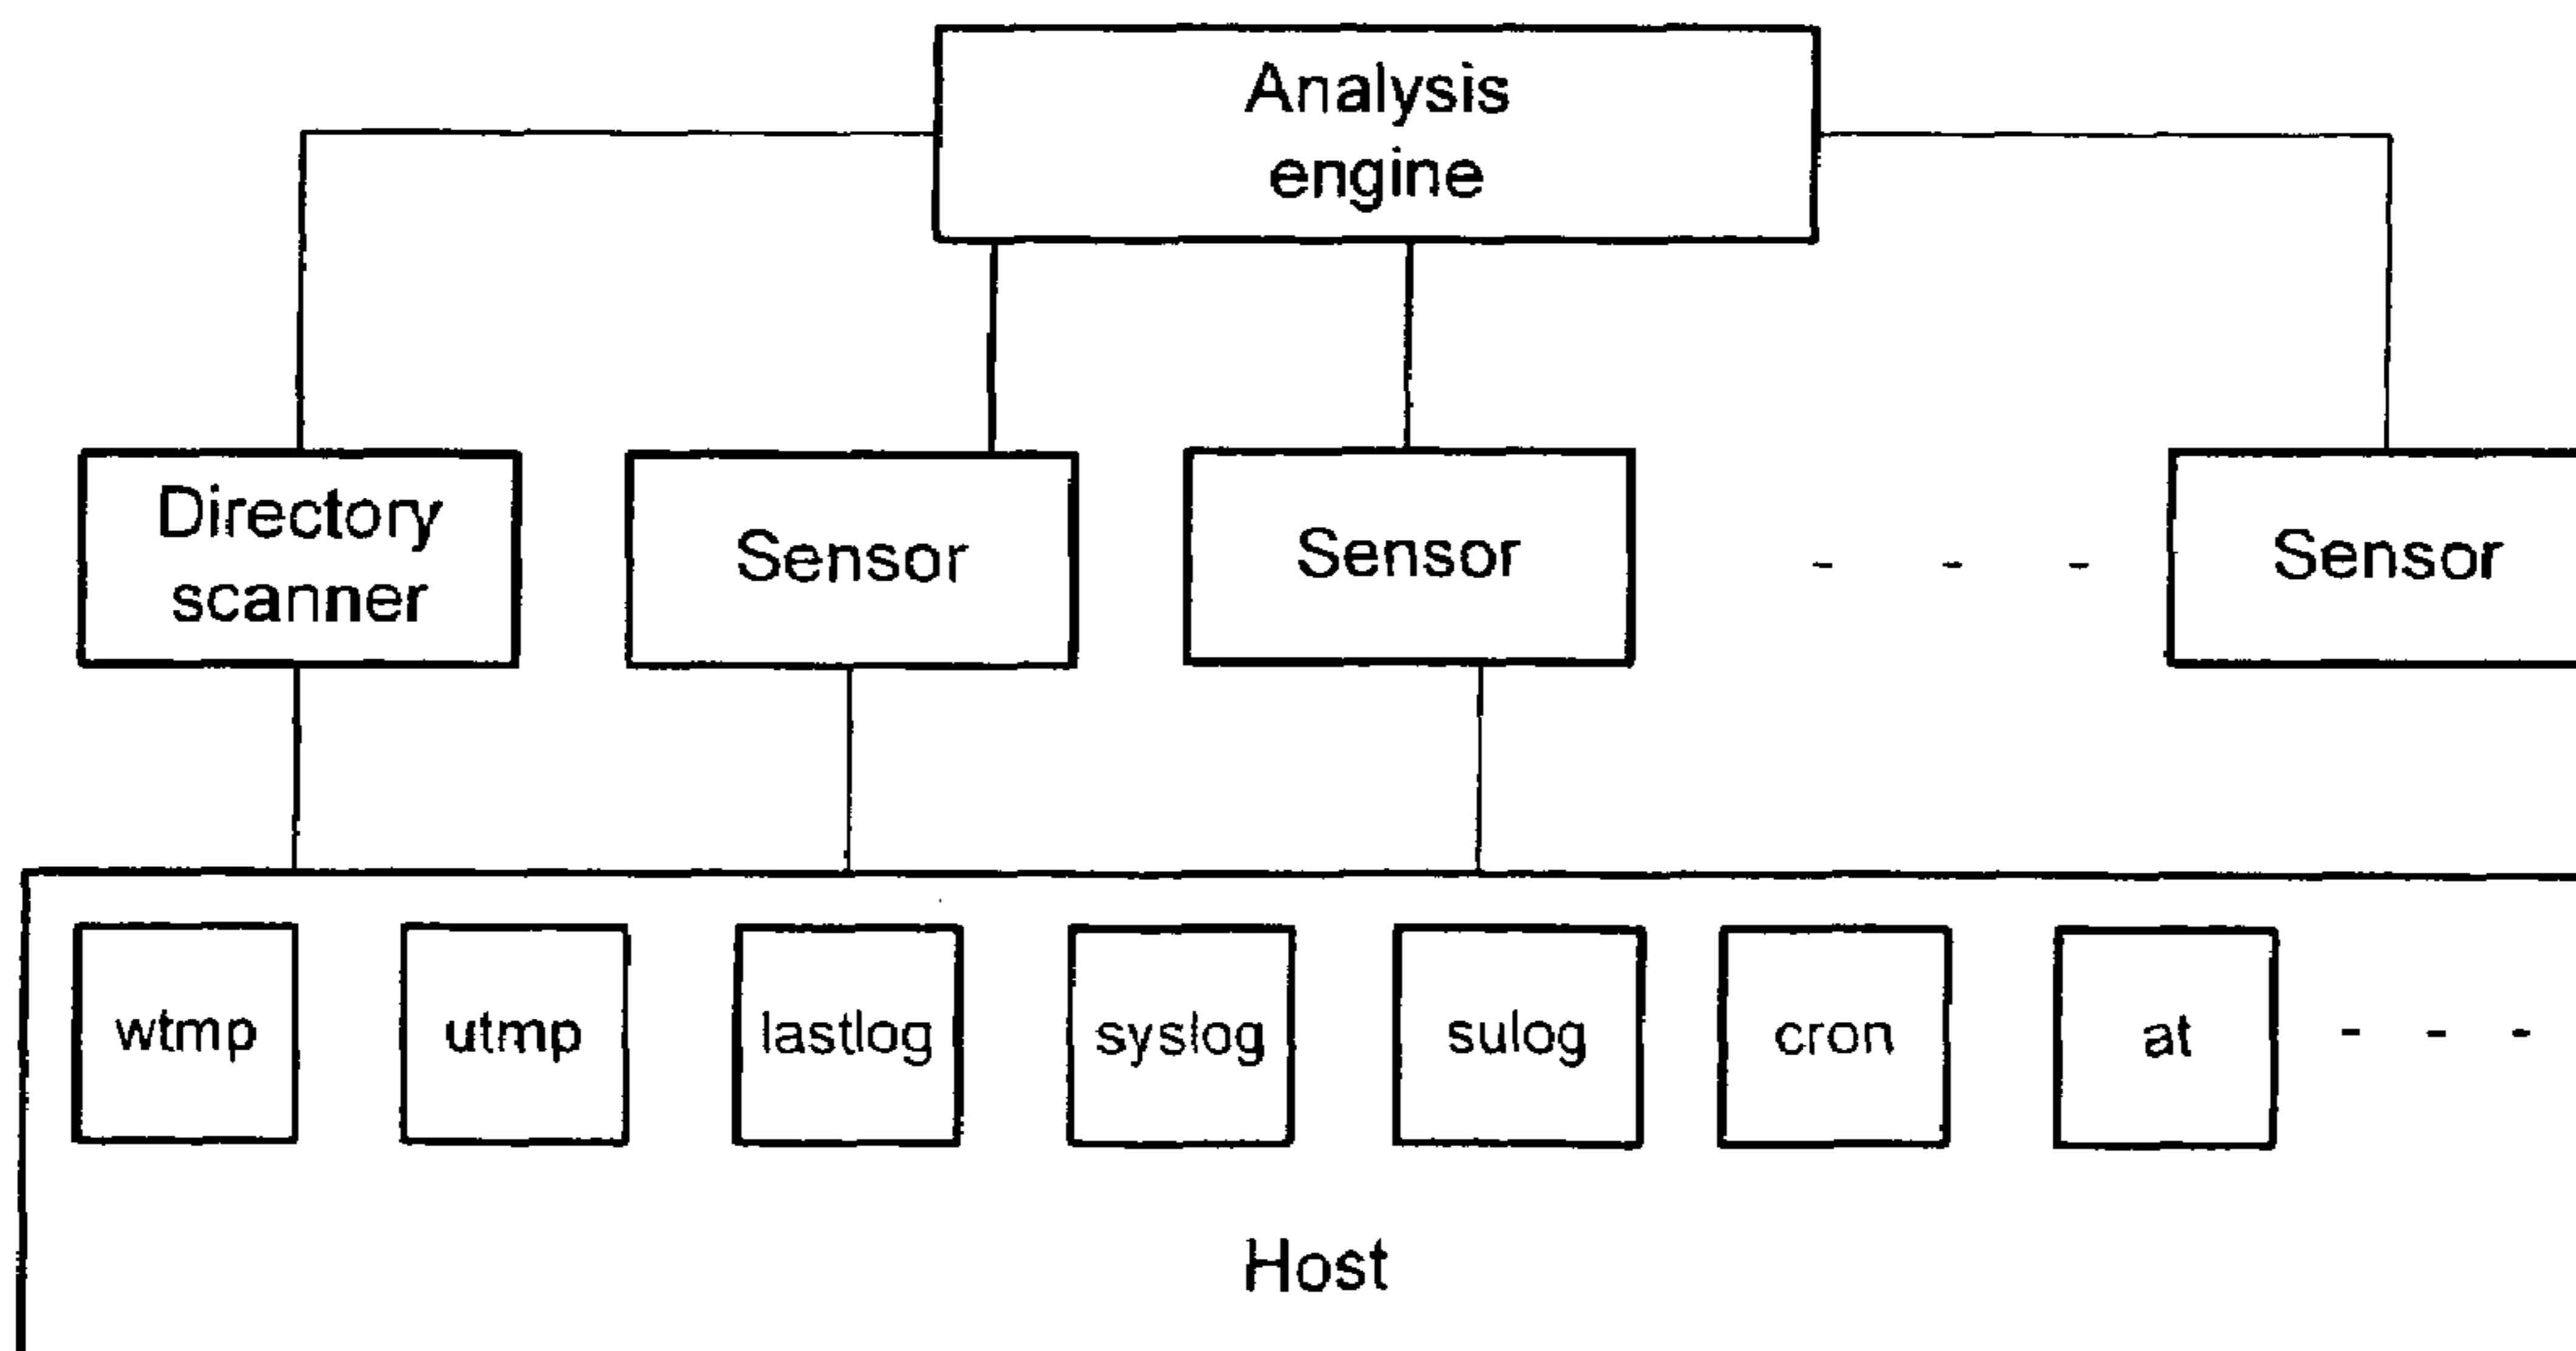 Analysis
engine
Directory
scanner
Sensor
Sensor
- - -
Sensor
wtmp
utmp
lastlog
syslog
sulog
cron
at
- - -
Host